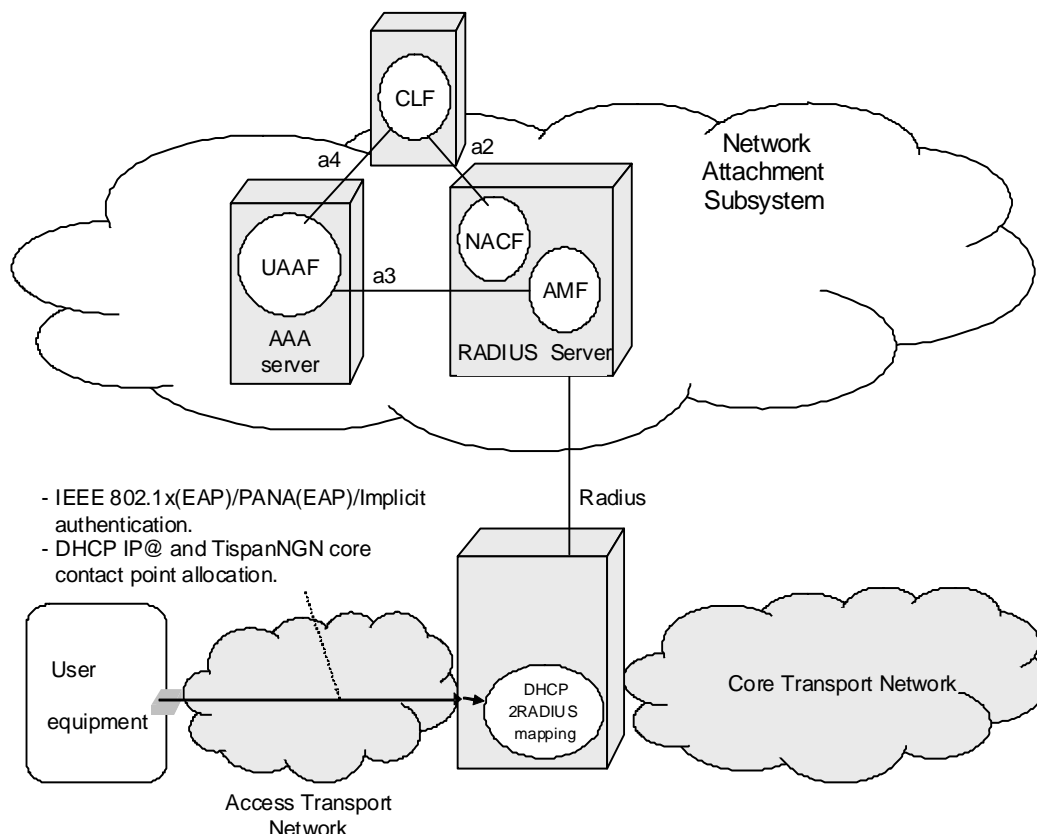 CLF
Network
Attachment
Subsystem
a4
a2
NACF
UAAF
a3
AMF
AAA
server
RADIUS Server
- IEEE 802.1x(EAP)/PANA(EAP)/Implicit
authentication.
- DHCP IP@ and TispanNGN core
contact point allocation.
Radius
User
equipment
DHCP
2RADIUS
mapping
Core Transport Network
Access Transport
Network